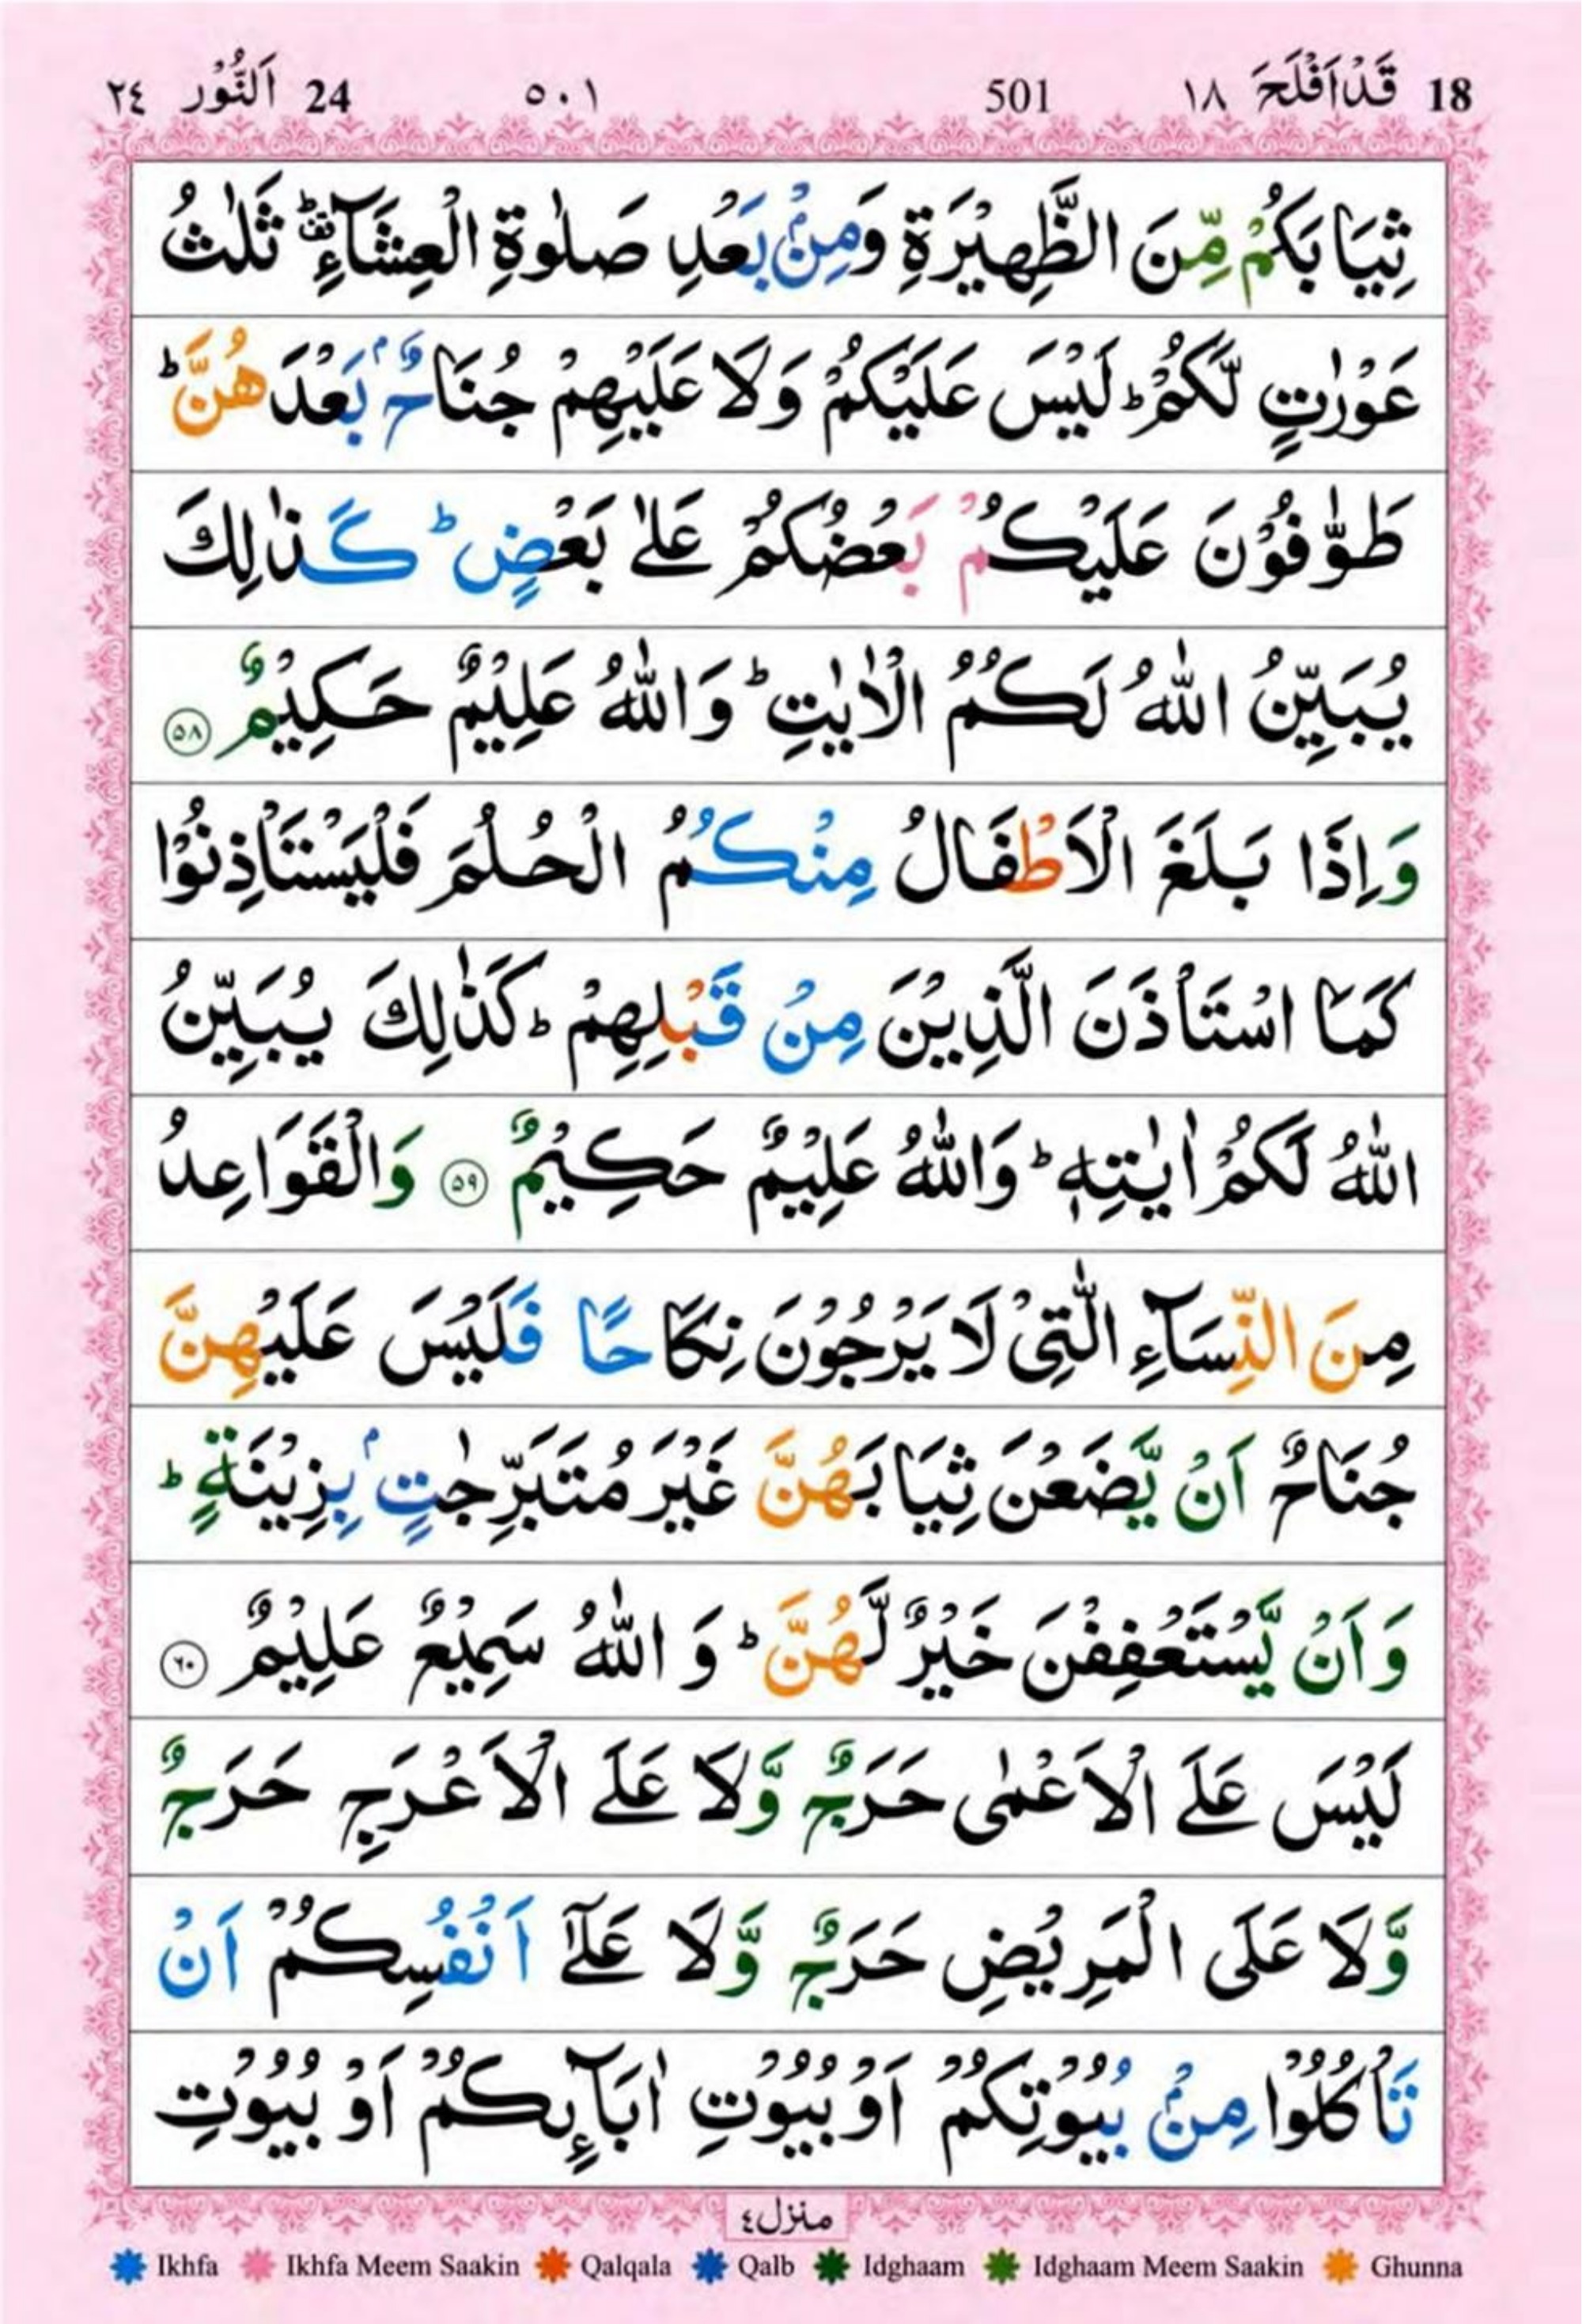 18 قَدْاَفْلَحَ ١٨ 501 ٥٠١ 24 اَلنُّوْر ٢٤
ثِيَابَكُمْ مِّنَ الظَّهِيْرَةِ وَمِنْۢ بَعْدِ صَلٰوةِ الْعِشَآءِ ؕ۫ ثَلٰثُ
عَوْرٰتٍ لَّكُمْ ؕ لَيْسَ عَلَيْكُمْ وَلَا عَلَيْهِمْ جُنَاحٌۢ بَعْدَهُنَّ ؕ
طَوّٰفُوْنَ عَلَيْكُمْ بَعْضُكُمْ عَلٰى بَعْضٍ ؕ كَذٰلِكَ
يُبَيِّنُ اللّٰهُ لَكُمُ الْاٰيٰتِ ؕ وَاللّٰهُ عَلِيْمٌ حَكِيْمٌ ۝٥٨
وَاِذَا بَلَغَ الْاَطْفَالُ مِنْكُمُ الْحُلُمَ فَلْيَسْتَاْذِنُوْا
كَمَا اسْتَاْذَنَ الَّذِيْنَ مِنْ قَبْلِهِمْ ؕ كَذٰلِكَ يُبَيِّنُ
اللّٰهُ لَكُمْ اٰيٰتِهٖ ؕ وَاللّٰهُ عَلِيْمٌ حَكِيْمٌ ۝٥٩ وَالْقَوَاعِدُ
مِنَ النِّسَآءِ الّٰتِيْ لَا يَرْجُوْنَ نِكَاحًا فَلَيْسَ عَلَيْهِنَّ
جُنَاحٌ اَنْ يَّضَعْنَ ثِيَابَهُنَّ غَيْرَ مُتَبَرِّجٰتٍۭ بِزِيْنَةٍ ؕ
وَاَنْ يَّسْتَعْفِفْنَ خَيْرٌ لَّهُنَّ ؕ وَاللّٰهُ سَمِيْعٌ عَلِيْمٌ ۝٦٠
لَيْسَ عَلَى الْاَعْمٰى حَرَجٌ وَّلَا عَلَى الْاَعْرَجِ حَرَجٌ
وَّلَا عَلَى الْمَرِيْضِ حَرَجٌ وَّلَا عَلٰٓى اَنْفُسِكُمْ اَنْ
تَاْكُلُوْا مِنْۢ بُيُوْتِكُمْ اَوْ بُيُوْتِ اٰبَآئِكُمْ اَوْ بُيُوْتِ
منزل٤
Ikhfa Ikhfa Meem Saakin Qalqala Qalb Idghaam Idghaam Meem Saakin Ghunna